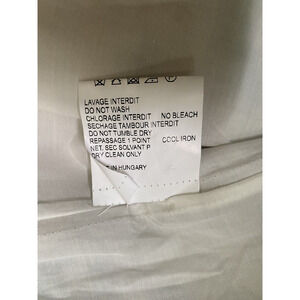 LAVAGE INTERDIT
DO NOT WASH
CHLORAGE INTERDIT NO BLEACH
SECHAGE TAMBOUR INTERDIT
DO NOT TUMBLE DRY
REPASSAGE 1 POINT COOL IRON
NET. SEC SOLVANT P
DRY CLEAN ONLY
IN HUNGARY